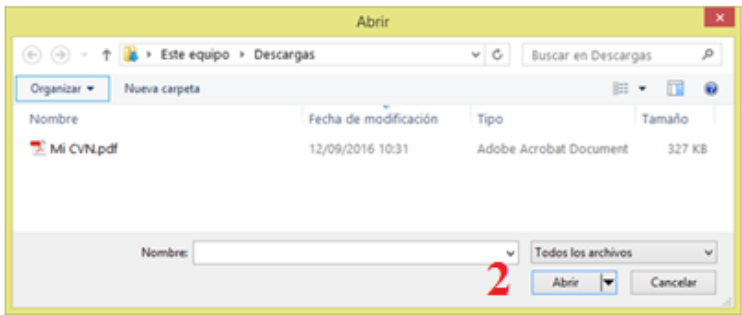 Abrir
Este equipo Descargas Buscar en Descargas
Organizar Nueva carpeta
Nombre Fecha de modificación Tipo Tamaño
Mi CVN.pdf 12/09/2016 10:31 Adobe Acrobat Document 327 KB
Nombre: Todos los archivos
2 Abrir Cancelar